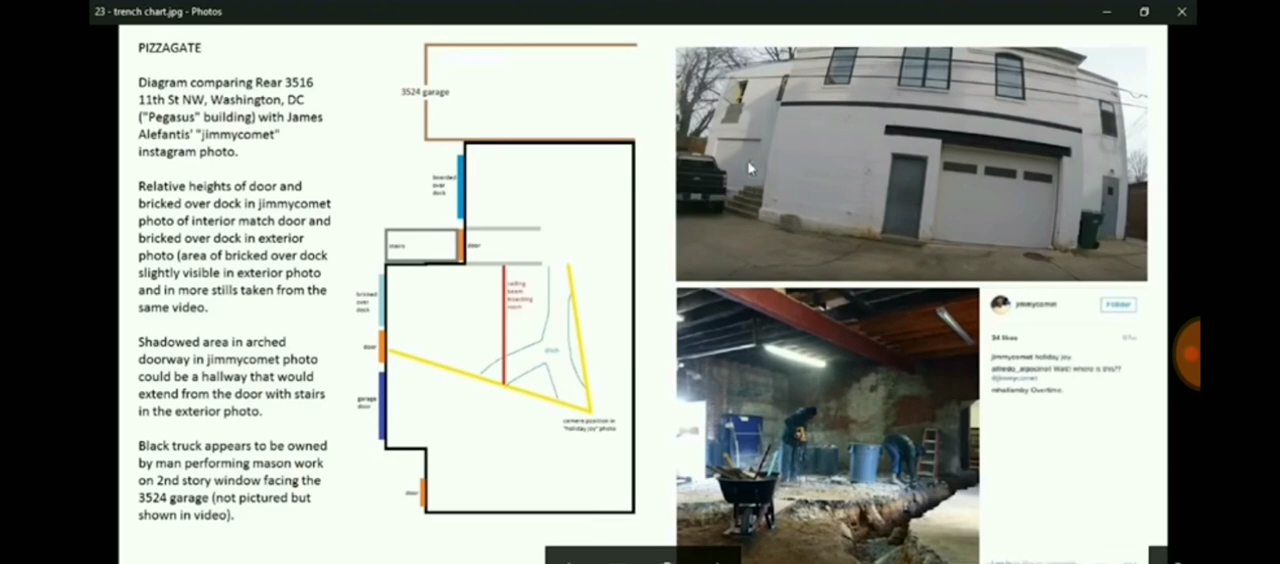 23 - trench chart.jpg - Photos
PIZZAGATE
Diagram comparing Rear 3516
11th St NW, Washington, DC
("Pegasus" building) with James
Alefantis' "jimmycomet"
instagram photo.
Relative heights of door and
bricked over dock in jimmycomet
photo of interior match door and
bricked over dock in exterior
photo (area of bricked over dock
slightly visible in exterior photo
and in more stills taken from the
same video.
Shadowed area in arched
doorway in jimmycomet photo
could be a hallway that would
extend from the door with stairs
in the exterior photo.
Black truck appears to be owned
by man performing mason work
on 2nd story window facing the
3524 garage (not pictured but
shown in video).
3524 garage
boarded
over
dock
stairs
door
bricked
over
dock
ceiling
beam
bisecting
room
door
ditch
garage
door
camera position in
"holiday joy" photo
door
jimmycomet
Follow
34 likes
jimmycomet holiday joy
Wait! where is this??
@jimmycomet
Overtime.